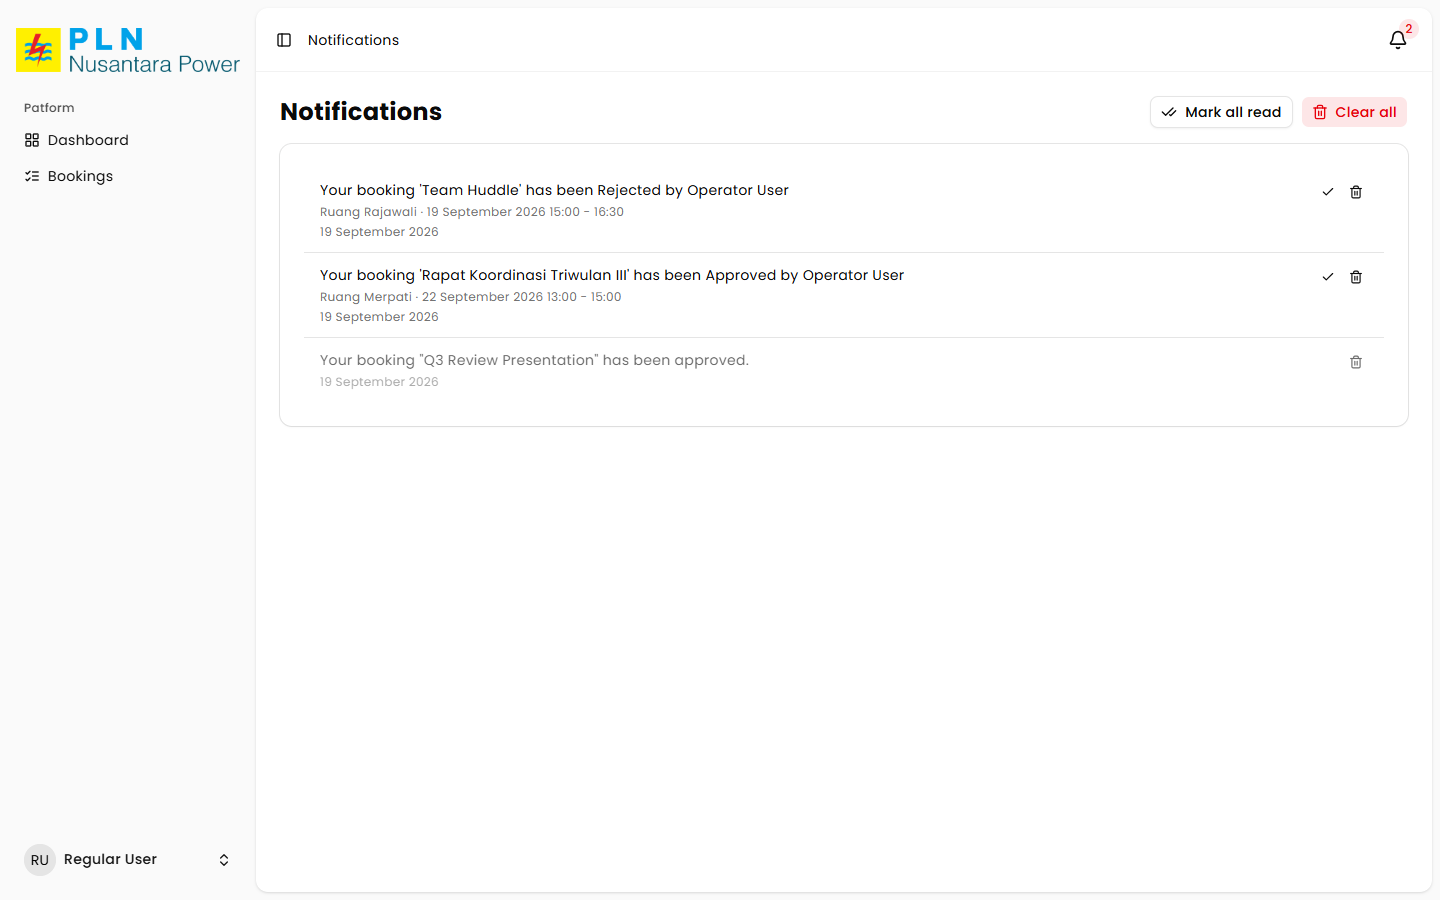 PLN
Nusantara Power
Notifications
2
Patform
Dashboard
Bookings
Notifications
Mark all read
Clear all
Your booking 'Team Huddle' has been Rejected by Operator User
Ruang Rajawali · 19 September 2026 15:00 - 16:30
19 September 2026
Your booking 'Rapat Koordinasi Triwulan III' has been Approved by Operator User
Ruang Merpati · 22 September 2026 13:00 - 15:00
19 September 2026
Your booking "Q3 Review Presentation" has been approved.
19 September 2026
RU
Regular User